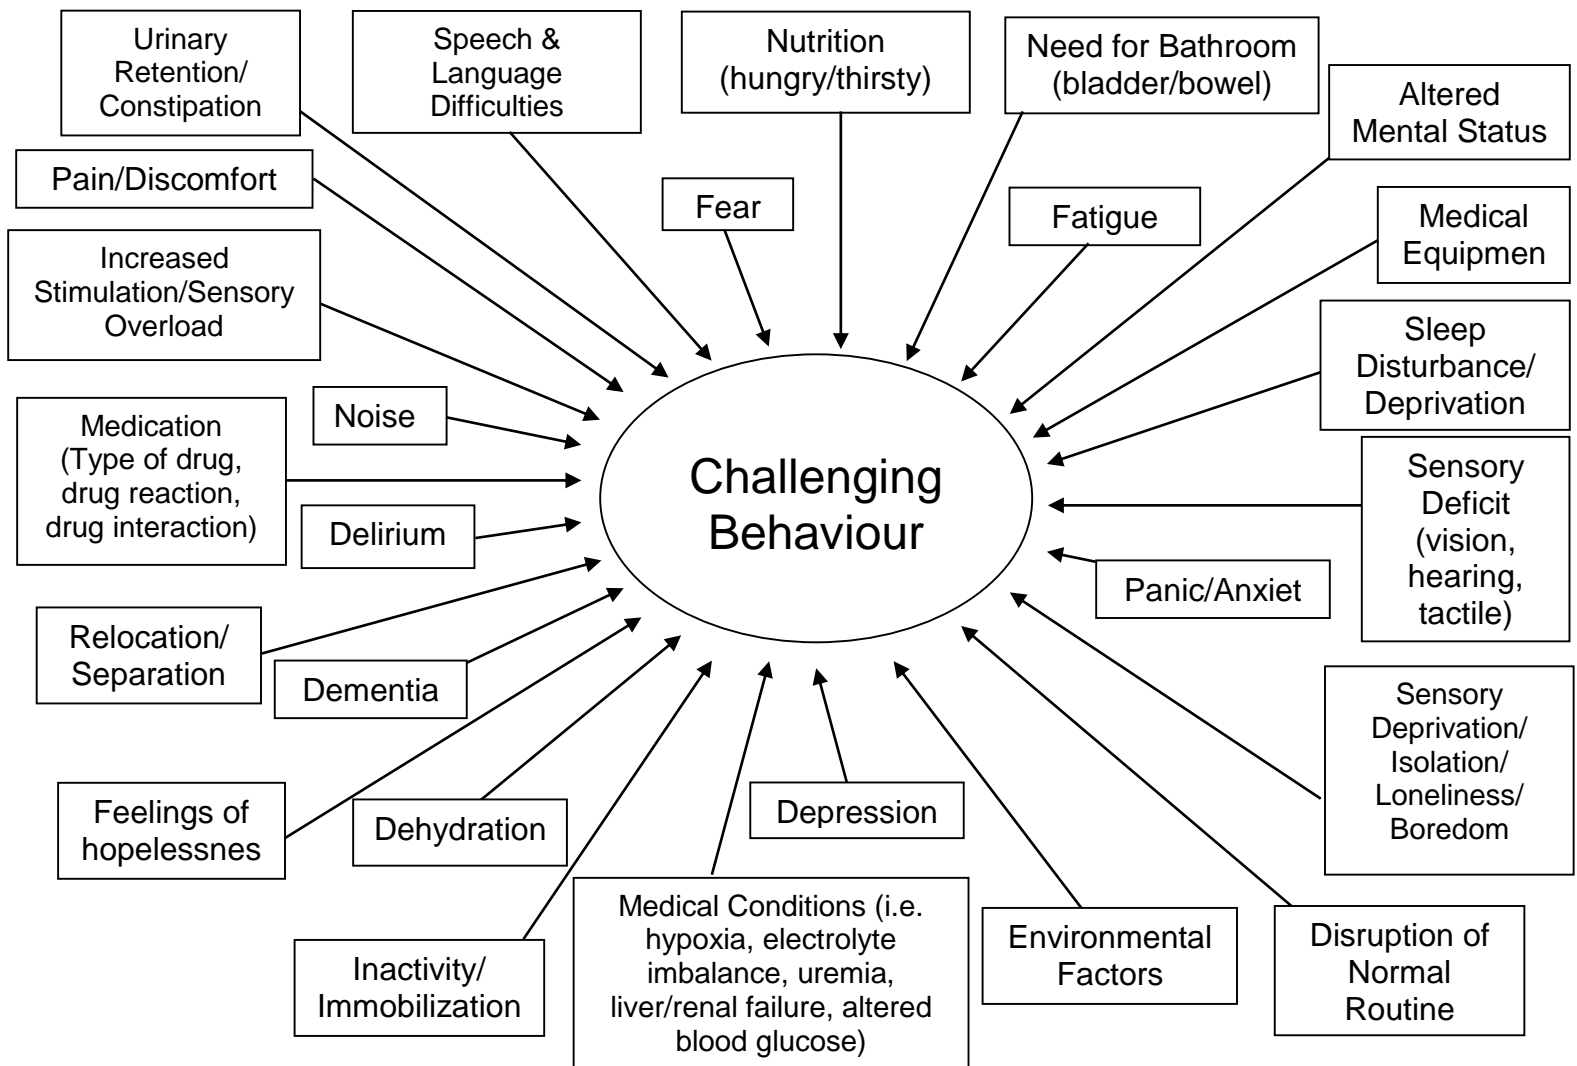 Urinary
Retention/
Constipation
Speech &
Language
Difficulties
Nutrition
(hungry/thirsty)
Need for Bathroom
(bladder/bowel)
Altered
Mental Status
Pain/Discomfort
Fear
Fatigue
Medical
Equipmen
Increased
Stimulation/Sensory
Overload
Sleep
Disturbance/
Deprivation
Noise
Medication
(Type of drug,
drug reaction,
drug interaction)
Challenging
Behaviour
Sensory
Deficit
(vision,
hearing,
tactile)
Delirium
Panic/Anxiet
Relocation/
Separation
Dementia
Sensory
Deprivation/
Isolation/
Loneliness/
Boredom
Feelings of
hopelessnes
Dehydration
Depression
Inactivity/
Immobilization
Medical Conditions (i.e.
hypoxia, electrolyte
imbalance, uremia,
liver/renal failure, altered
blood glucose)
Environmental
Factors
Disruption of
Normal
Routine